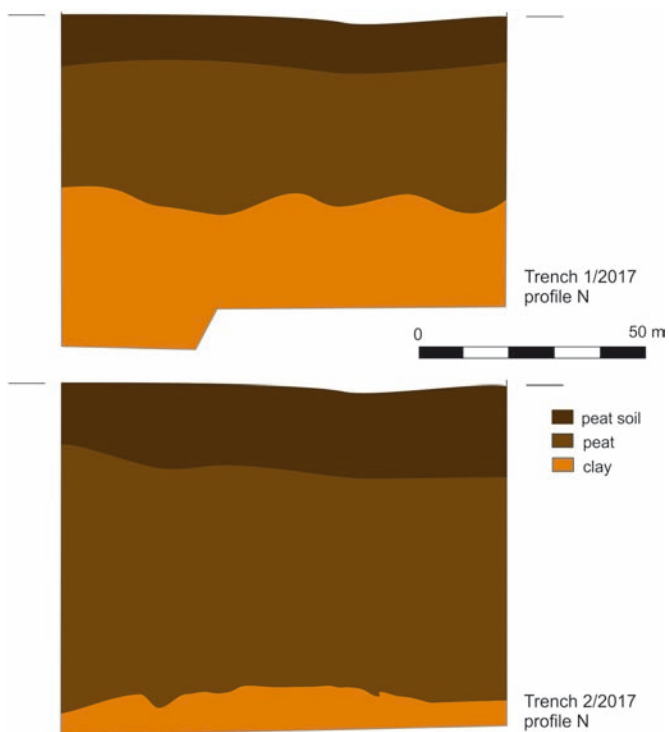 Trench 1/2017
profile N
0 50 m
peat soil
peat
clay
Trench 2/2017
profile N